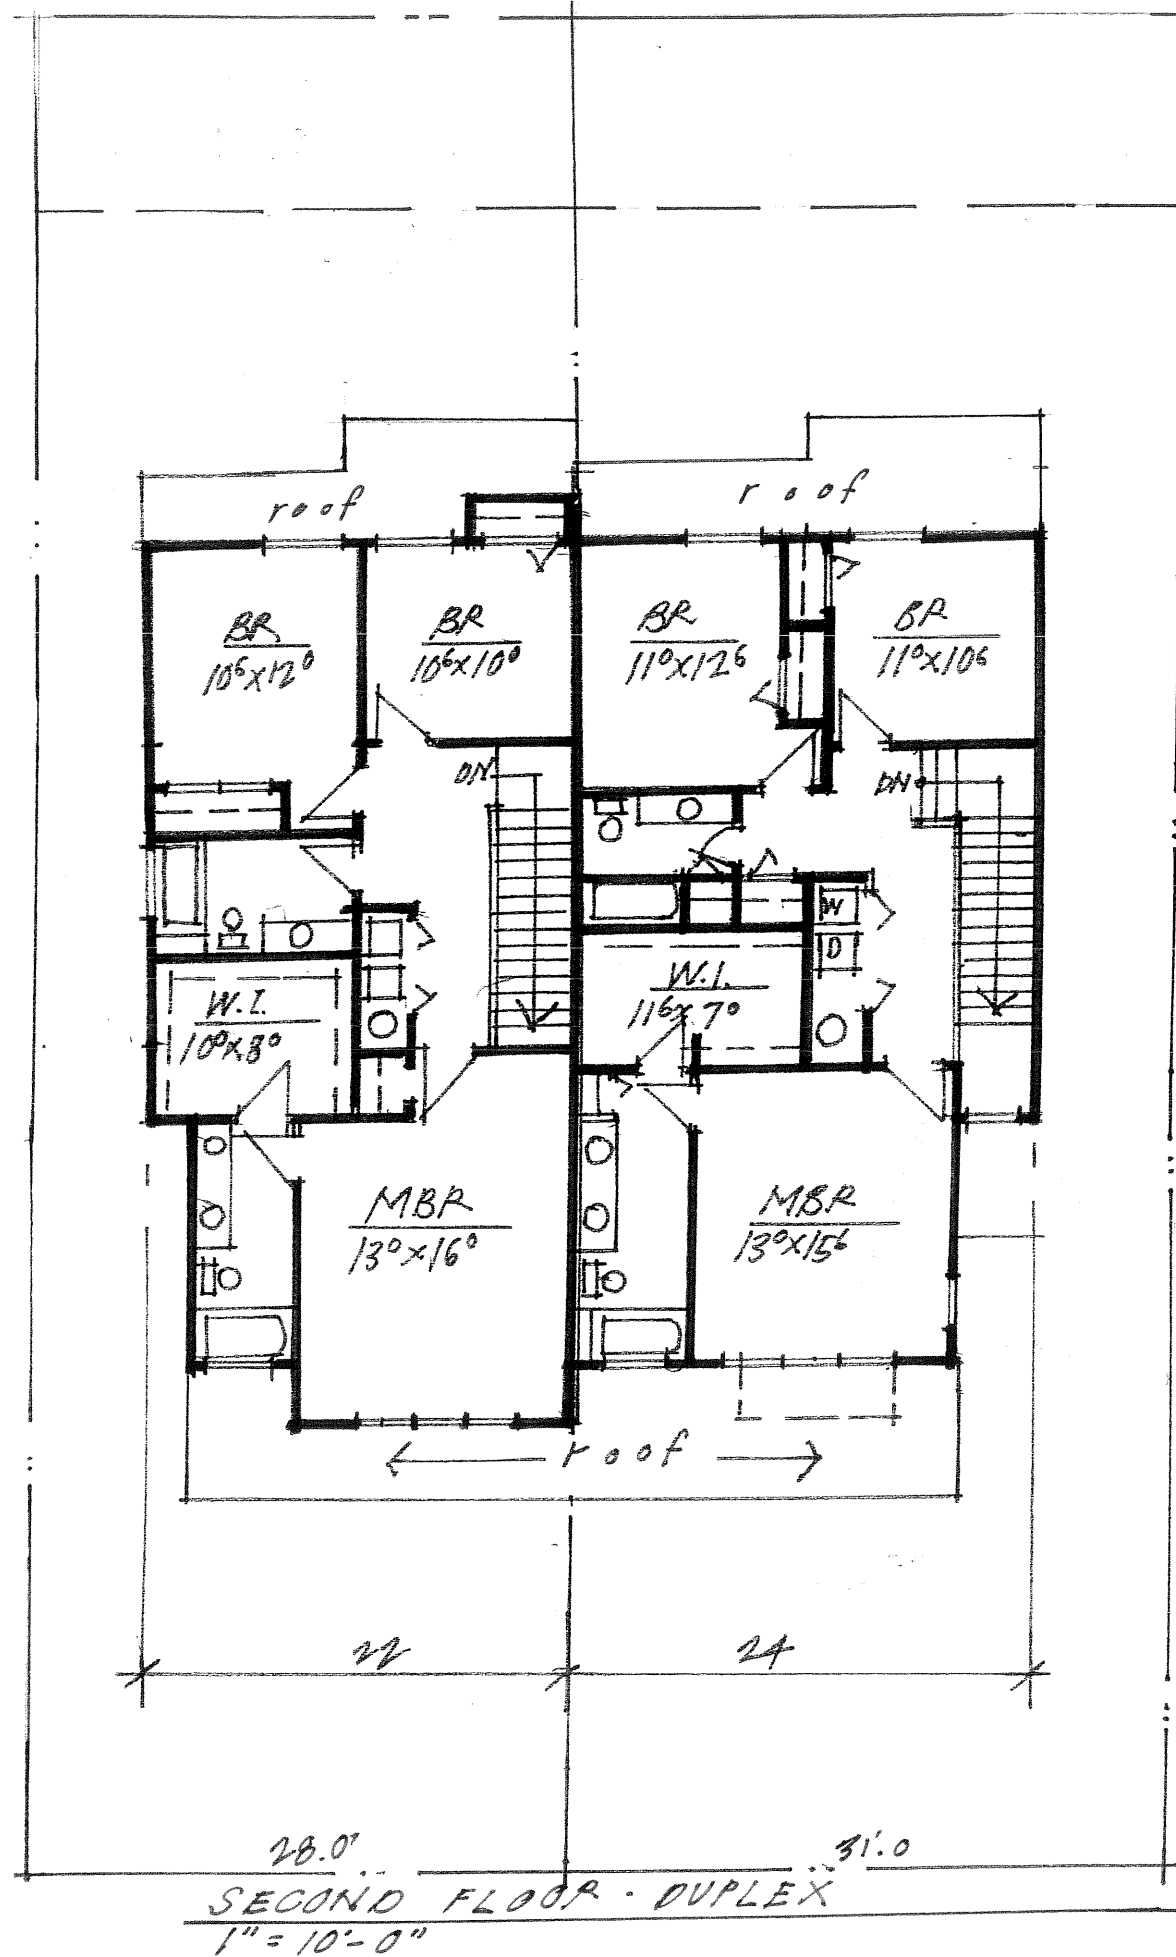 roof
roof
BR
10⁶x12⁰
BR
10⁶x10⁰
BR
11⁰x12⁶
BR
11⁰x10⁶
DN
DN
W
D
W.I.
10⁰x8⁰
W.I.
11⁶x7⁰
MBR
13⁰x16⁰
MBR
13⁰x15⁶
roof
22
24
28.0'
31'.0
SECOND FLOOR · DUPLEX
1" = 10'-0"